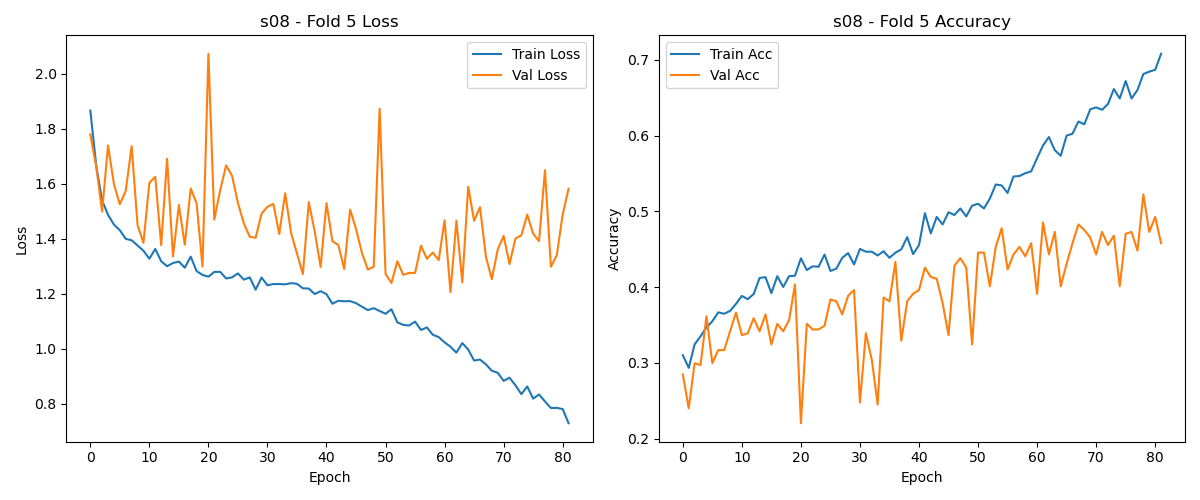 s08 - Fold 5 Loss
Train Loss
Val Loss
2.0
1.8
1.6
1.4
1.2
1.0
0.8
Loss
0 10 20 30 40 50 60 70 80
Epoch
s08 - Fold 5 Accuracy
Train Acc
Val Acc
0.7
0.6
0.5
0.4
0.3
0.2
Accuracy
0 10 20 30 40 50 60 70 80
Epoch